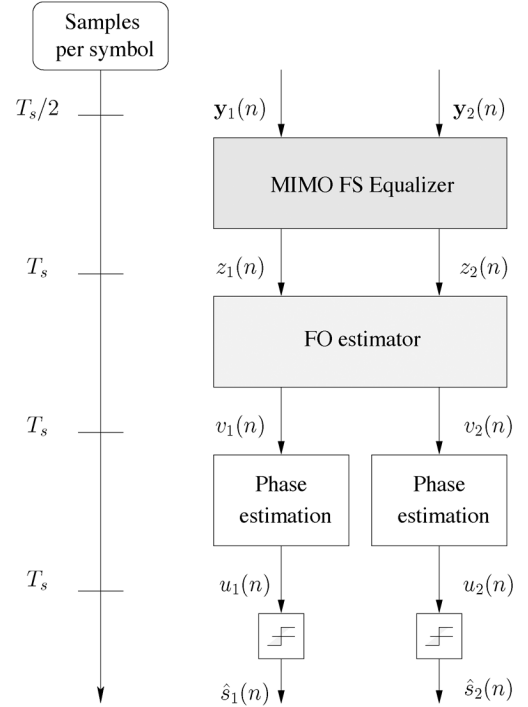 Samples
per symbol
T_s/2
y_1(n)
y_2(n)
MIMO FS Equalizer
T_s
z_1(n)
z_2(n)
FO estimator
T_s
v_1(n)
v_2(n)
Phase
estimation
Phase
estimation
T_s
u_1(n)
u_2(n)
ŝ_1(n)
ŝ_2(n)